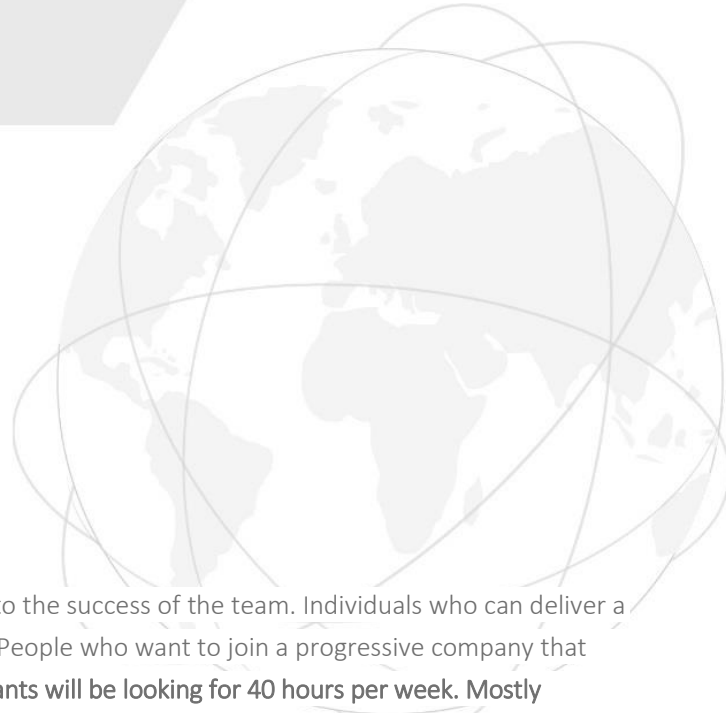 to the success of the team. Individuals who can deliver a
People who want to join a progressive company that
ants will be looking for 40 hours per week. Mostly